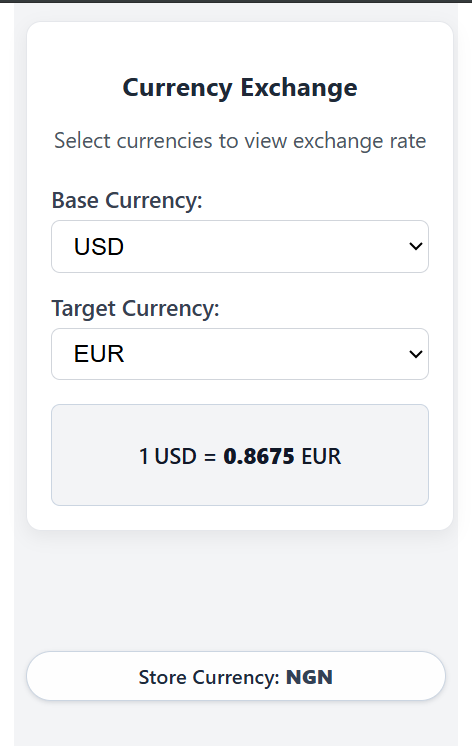 Currency Exchange
Select currencies to view exchange rate
Base Currency:
USD
Target Currency:
EUR
1 USD = 0.8675 EUR
Store Currency: NGN